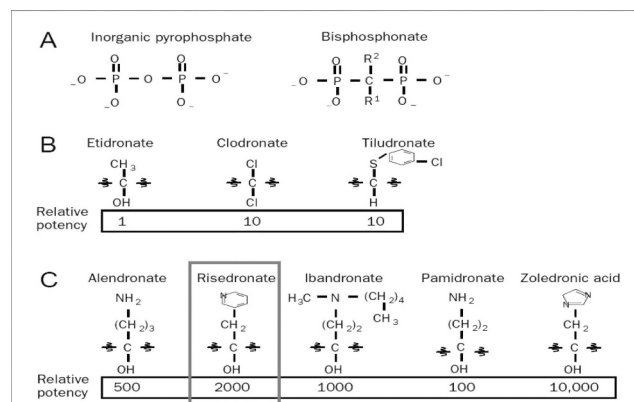 A
Inorganic pyrophosphate
Bisphosphonate
O O
⁻O – P – O – P – O⁻
⁻O O⁻
O R² O
⁻O – P – C – P – O⁻
⁻O R¹ O⁻
B
Etidronate Clodronate Tiludronate
CH₃ Cl S Cl
C C C
OH Cl H
Relative potency 1 10 10
C
Alendronate Risedronate Ibandronate Pamidronate Zoledronic acid
NH₂ N H₃C – N – (CH₂)₄ NH₂ N N
CH₃
(CH₂)₃ CH₂ (CH₂)₂ (CH₂)₂ CH₂
C C C C C
OH OH OH OH OH
Relative potency 500 2000 1000 100 10,000